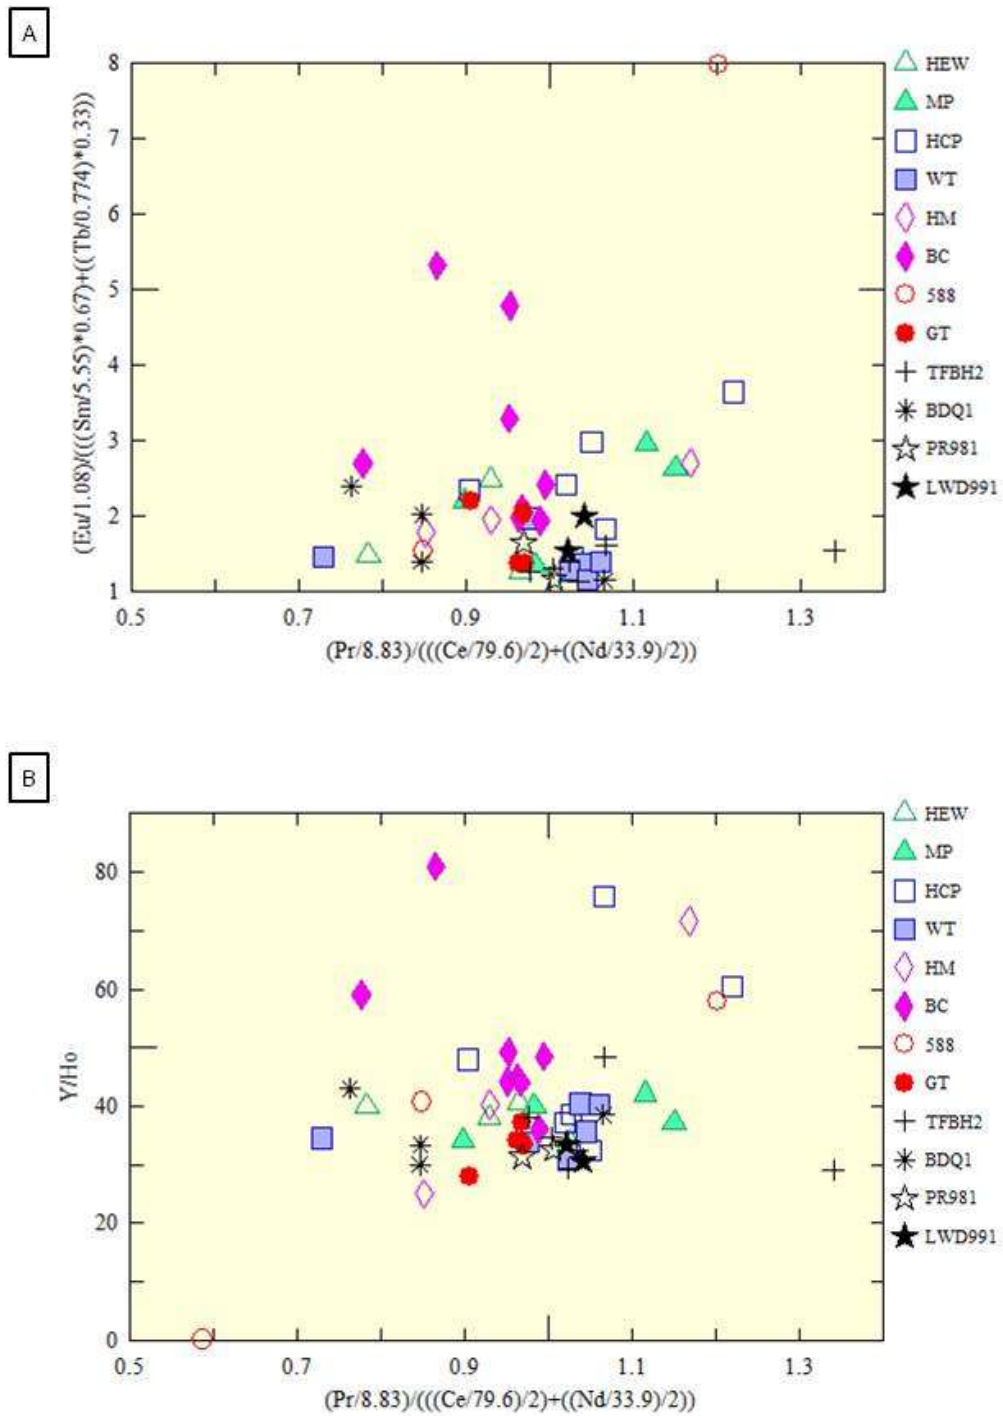 A
(Eu/1.08)/(((Sm/5.55)*0.67)+((Tb/0.774)*0.33))
8
7
6
5
4
3
2
1
0.5 0.7 0.9 1.1 1.3
(Pr/8.83)/(((Ce/79.6)/2)+((Nd/33.9)/2))
HEW
MP
HCP
WT
HM
BC
588
GT
TFBH2
BDQ1
PR981
LWD991
B
Y/Ho
80
60
40
20
0
0.5 0.7 0.9 1.1 1.3
(Pr/8.83)/(((Ce/79.6)/2)+((Nd/33.9)/2))
HEW
MP
HCP
WT
HM
BC
588
GT
TFBH2
BDQ1
PR981
LWD991